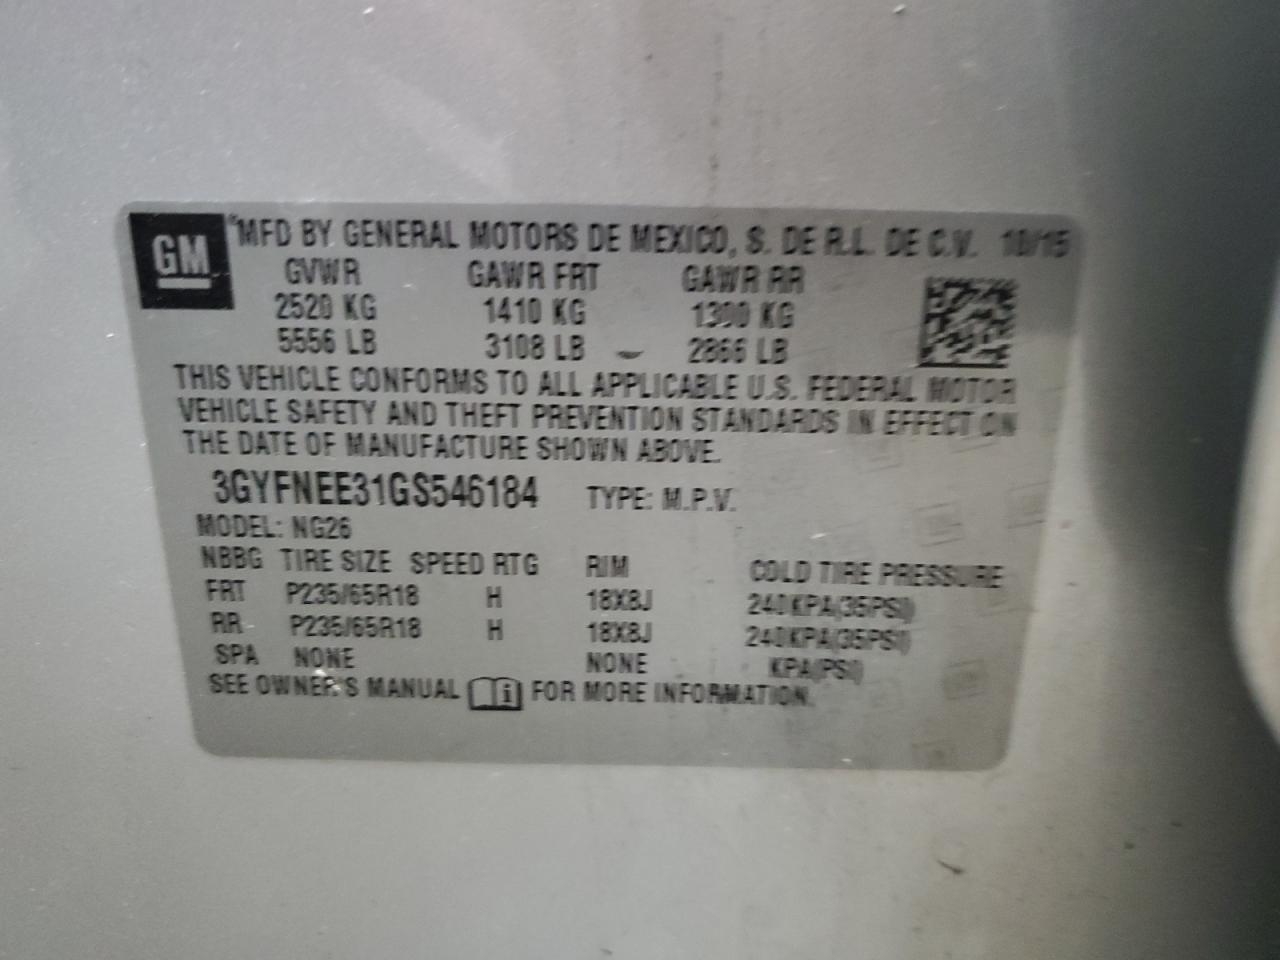 GM
MFD BY GENERAL MOTORS DE MEXICO, S. DE R.L. DE C.V. 10/15
GVWR GAWR FRT GAWR RR
2520 KG 1410 KG 1300 KG
5556 LB 3108 LB 2866 LB
THIS VEHICLE CONFORMS TO ALL APPLICABLE U.S. FEDERAL MOTOR
VEHICLE SAFETY AND THEFT PREVENTION STANDARDS IN EFFECT ON
THE DATE OF MANUFACTURE SHOWN ABOVE.
3GYFNEE31GS546184 TYPE: M.P.V.
MODEL: NG26
NBBG TIRE SIZE SPEED RTG RIM COLD TIRE PRESSURE
FRT P235/65R18 H 18X8J 240KPA(35PSI)
RR P235/65R18 H 18X8J 240KPA(35PSI)
SPA NONE NONE KPA(PSI)
SEE OWNER'S MANUAL i FOR MORE INFORMATION.